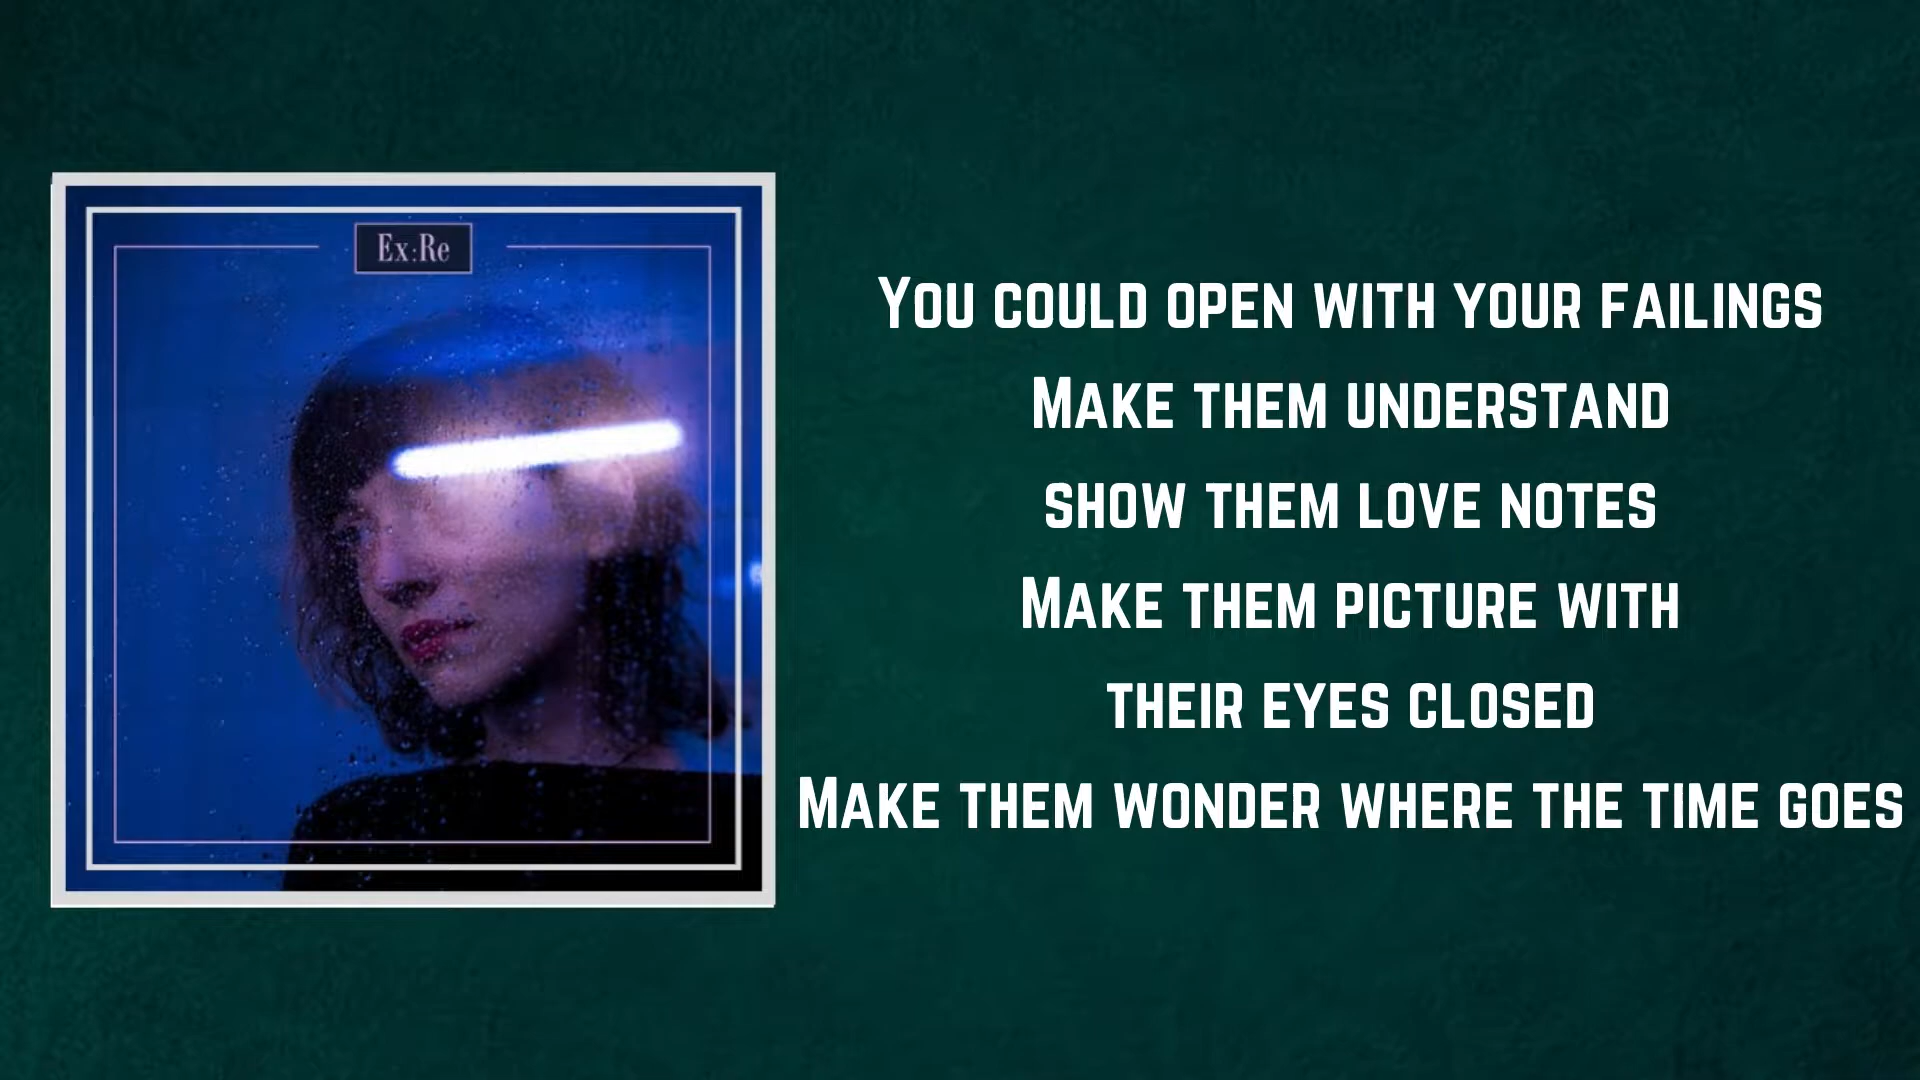 Ex:Re
You could open with your failings
Make them understand
show them love notes
Make them picture with
their eyes closed
Make them wonder where the time goes